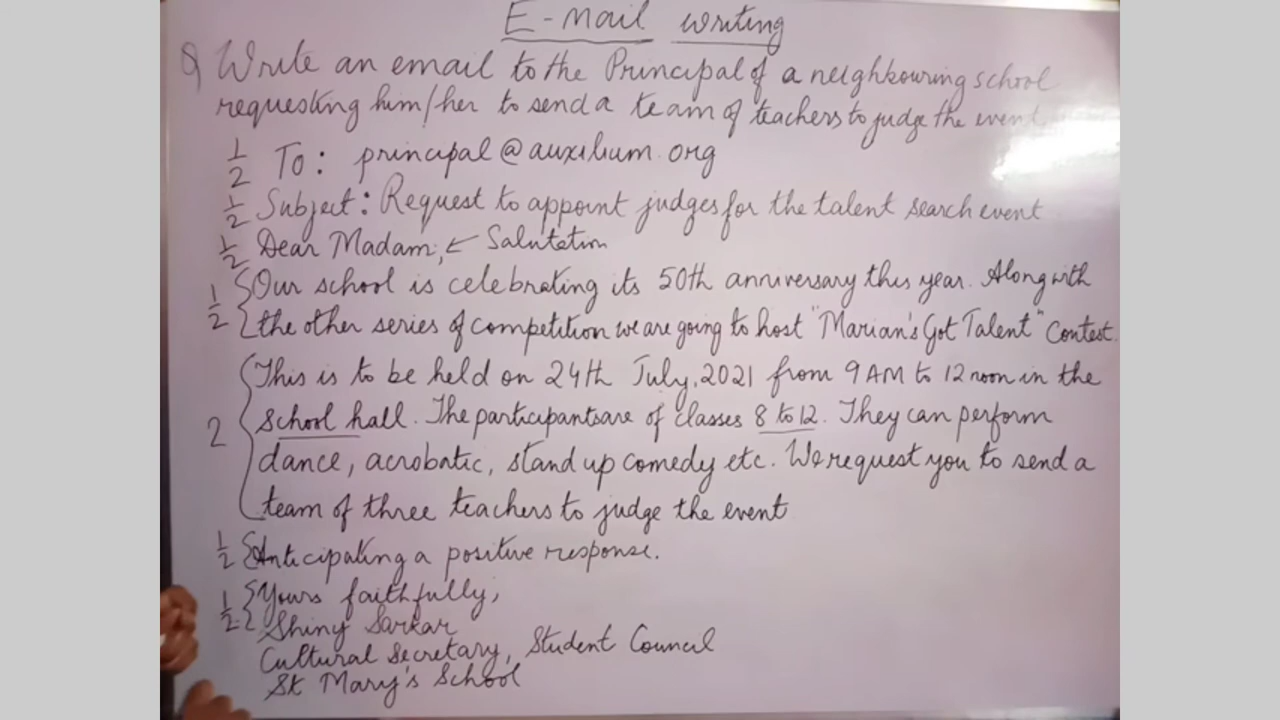 E-mail writing
Q Write an email to the Principal of a neighbouring school
requesting him/her to send a team of teachers to judge the event
1/2 To: principal@auxilium.org
1/2 Subject: Request to appoint judges for the talent search event
1/2 Dear Madam, ← Salutation
1/2 { Our school is celebrating its 50th anniversary this year. Along with
the other series of competition we are going to host "Marian's Got Talent" Contest.
2 { This is to be held on 24th July, 2021 from 9 AM to 12 noon in the
school hall. The participants are of classes 8 to 12. They can perform
dance, acrobatic, stand up comedy etc. We request you to send a
team of three teachers to judge the event
1/2 { Anticipating a positive response.
1/2 { Yours faithfully,
Shiny Sarkar
Cultural Secretary, Student Council
St Mary's School